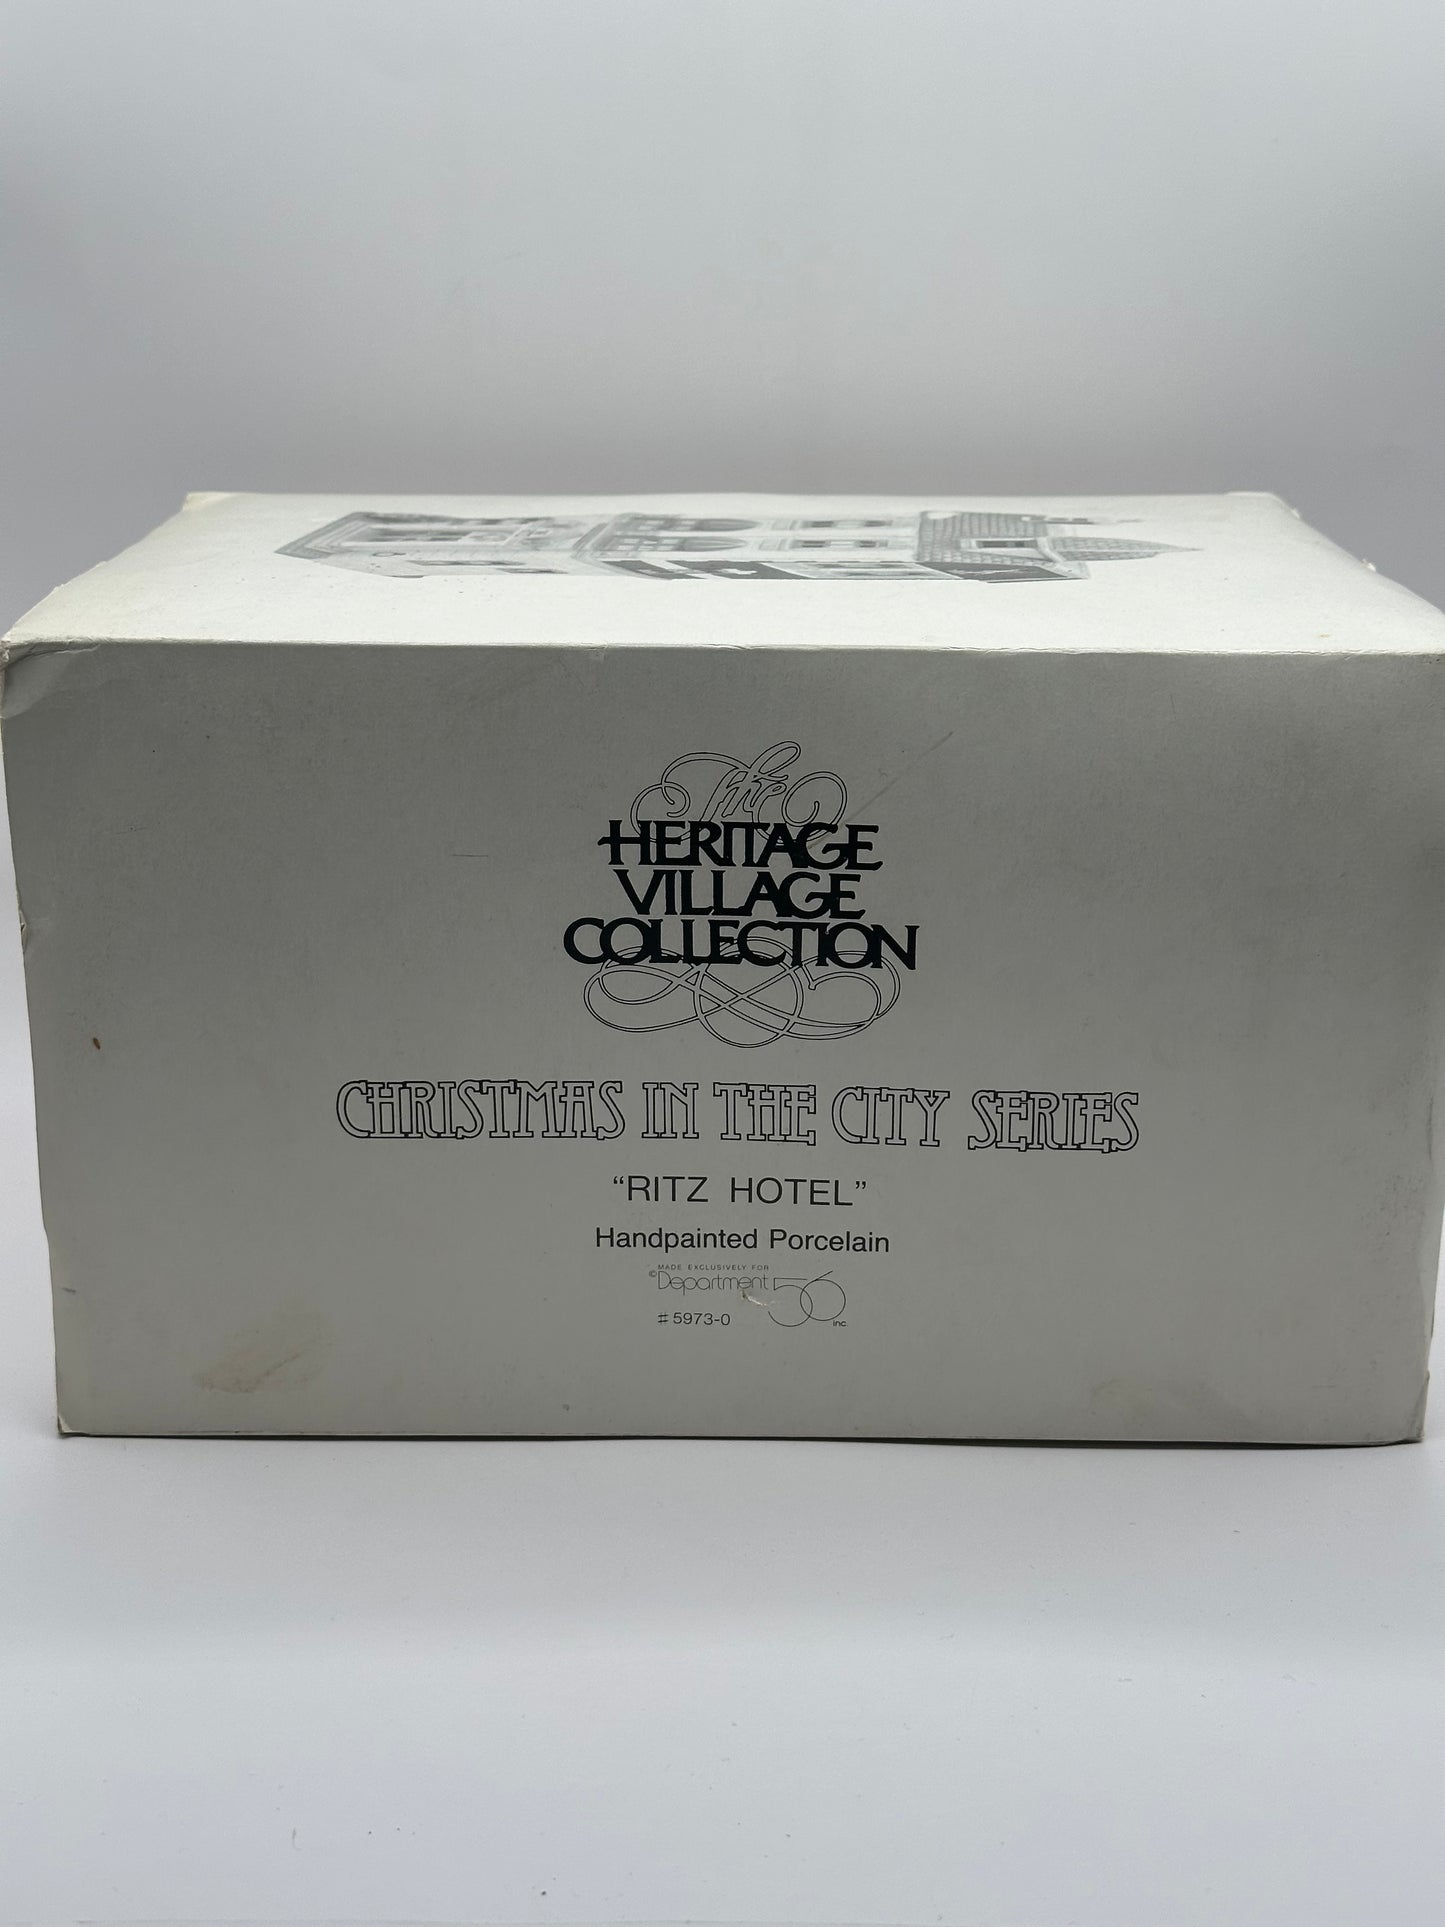 The
HERITAGE
VILLAGE
COLLECTION
CHRISTMAS IN THE CITY SERIES
“RITZ HOTEL”
Handpainted Porcelain
MADE EXCLUSIVELY FOR
©Department 56 inc.
#5973-0